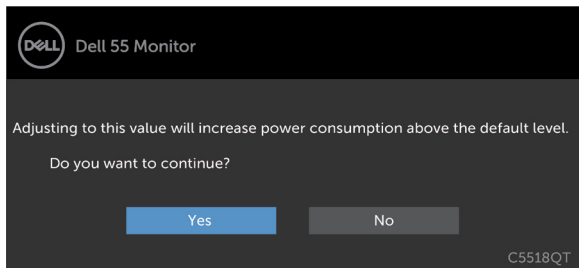 DELL
Dell 55 Monitor
Adjusting to this value will increase power consumption above the default level.
Do you want to continue?
Yes
No
C5518QT